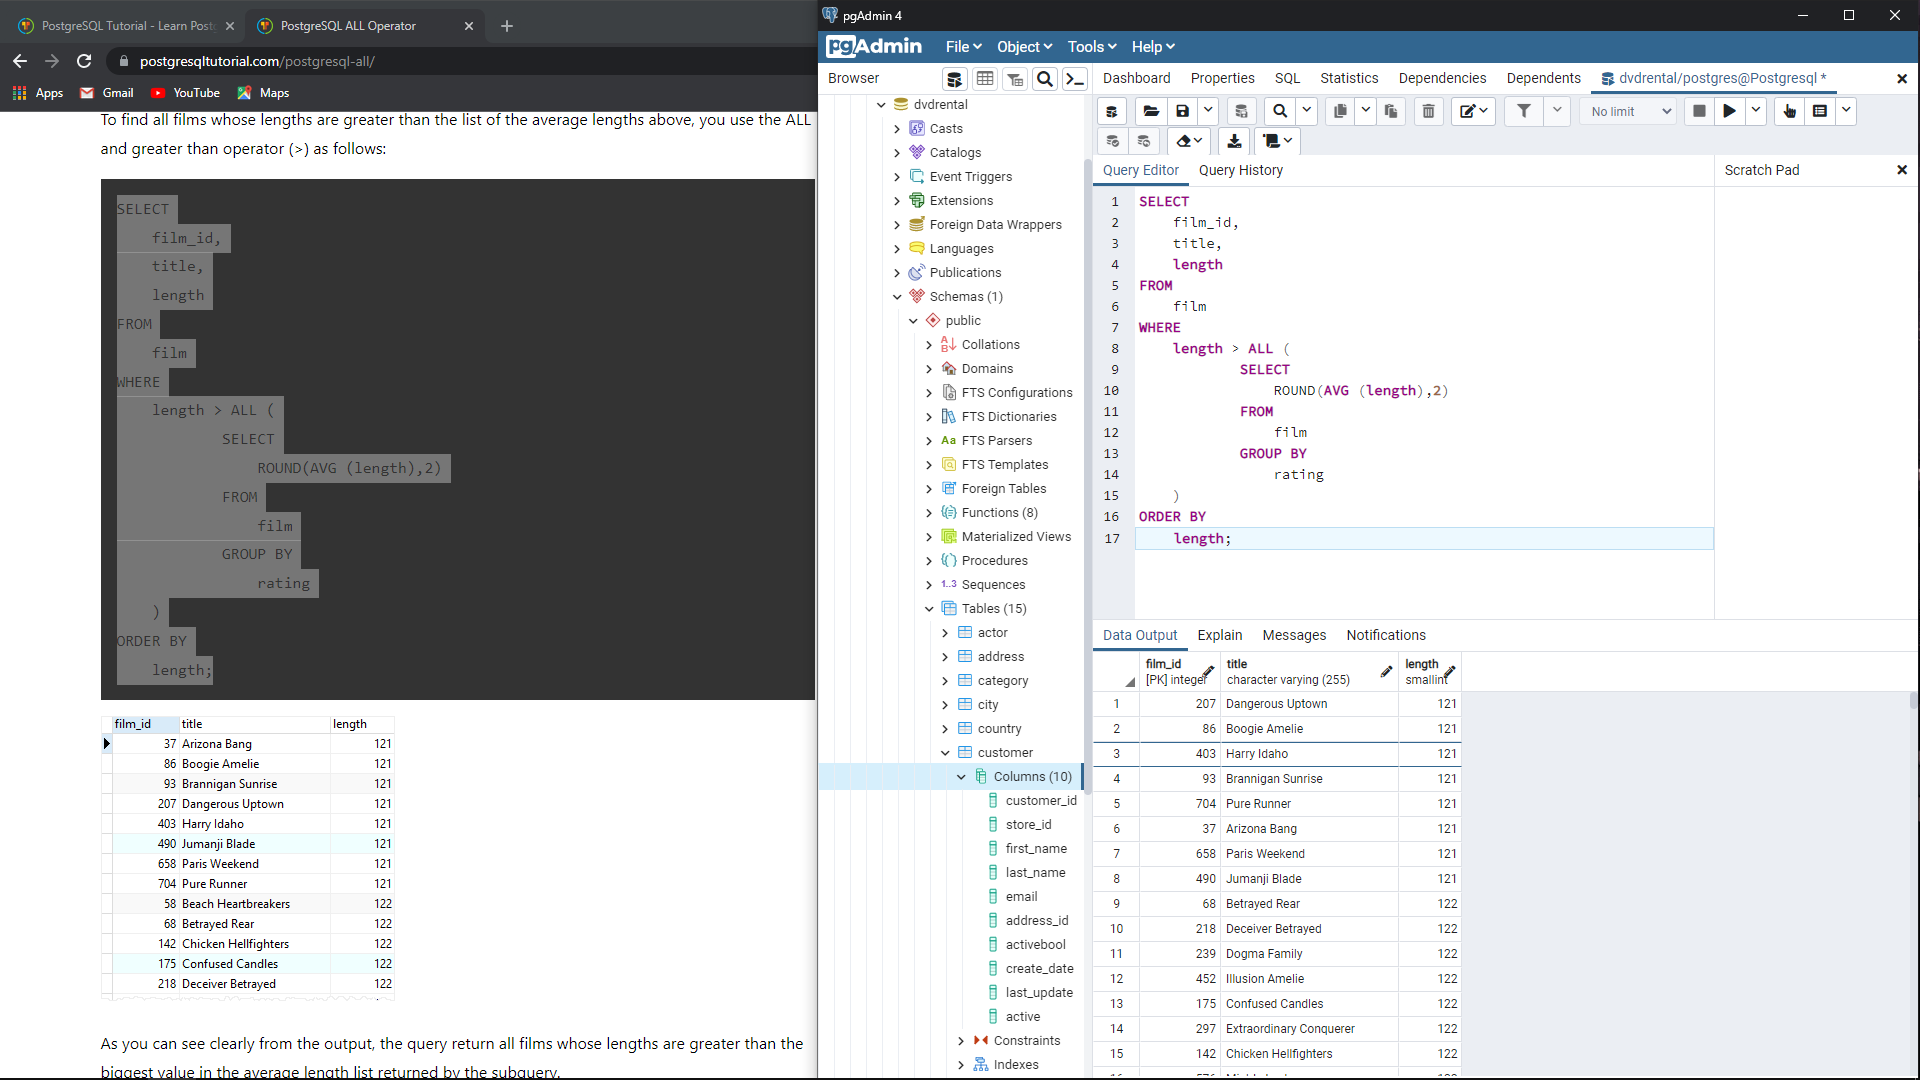 PostgreSQL Tutorial - Learn Post
PostgreSQL ALL Operator
postgresqltutorial.com/postgresql-all/
Apps
Gmail
YouTube
Maps
To find all films whose lengths are greater than the list of the average lengths above, you use the ALL
and greater than operator (>) as follows:
SELECT
film_id,
title,
length
FROM
film
WHERE
length > ALL (
SELECT
ROUND(AVG (length),2)
FROM
film
GROUP BY
rating
)
ORDER BY
length;
film_id title length
37 Arizona Bang 121
86 Boogie Amelie 121
93 Brannigan Sunrise 121
207 Dangerous Uptown 121
403 Harry Idaho 121
490 Jumanji Blade 121
658 Paris Weekend 121
704 Pure Runner 121
58 Beach Heartbreakers 122
68 Betrayed Rear 122
142 Chicken Hellfighters 122
175 Confused Candles 122
218 Deceiver Betrayed 122
As you can see clearly from the output, the query return all films whose lengths are greater than the
biggest value in the average length list returned by the subquery.
pgAdmin 4
pgAdmin
File
Object
Tools
Help
Browser
dvdrental
Casts
Catalogs
Event Triggers
Extensions
Foreign Data Wrappers
Languages
Publications
Schemas (1)
public
Collations
Domains
FTS Configurations
FTS Dictionaries
Aa FTS Parsers
FTS Templates
Foreign Tables
Functions (8)
Materialized Views
Procedures
1..3 Sequences
Tables (15)
actor
address
category
city
country
customer
Columns (10)
customer_id
store_id
first_name
last_name
email
address_id
activebool
create_date
last_update
active
Constraints
Indexes
Dashboard
Properties
SQL
Statistics
Dependencies
Dependents
dvdrental/postgres@Postgresql *
No limit
Query Editor
Query History
Scratch Pad
1 SELECT
2 film_id,
3 title,
4 length
5 FROM
6 film
7 WHERE
8 length > ALL (
9 SELECT
10 ROUND(AVG (length),2)
11 FROM
12 film
13 GROUP BY
14 rating
15 )
16 ORDER BY
17 length;
Data Output
Explain
Messages
Notifications
film_id title length
[PK] integer character varying (255) smallint
1 207 Dangerous Uptown 121
2 86 Boogie Amelie 121
3 403 Harry Idaho 121
4 93 Brannigan Sunrise 121
5 704 Pure Runner 121
6 37 Arizona Bang 121
7 658 Paris Weekend 121
8 490 Jumanji Blade 121
9 68 Betrayed Rear 122
10 218 Deceiver Betrayed 122
11 239 Dogma Family 122
12 452 Illusion Amelie 122
13 175 Confused Candles 122
14 297 Extraordinary Conquerer 122
15 142 Chicken Hellfighters 122